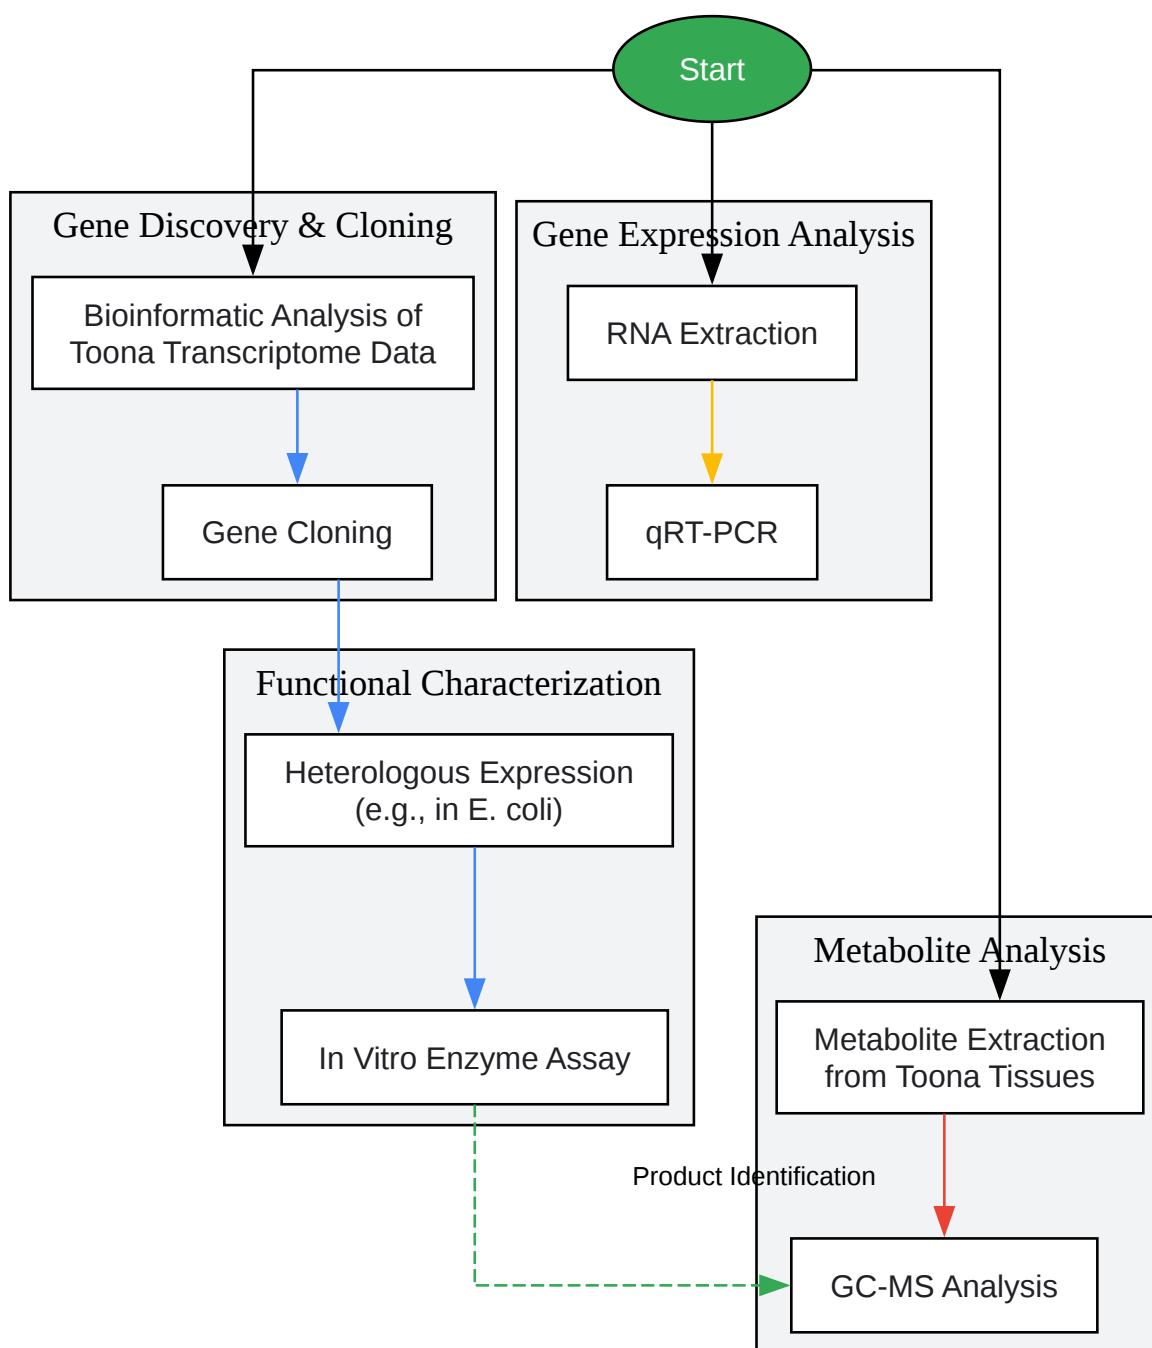 Start
Gene Discovery & Cloning
Bioinformatic Analysis of
Toona Transcriptome Data
Gene Cloning
Gene Expression Analysis
RNA Extraction
qRT-PCR
Functional Characterization
Heterologous Expression
(e.g., in E. coli)
In Vitro Enzyme Assay
Metabolite Analysis
Metabolite Extraction
from Toona Tissues
Product Identification
GC-MS Analysis